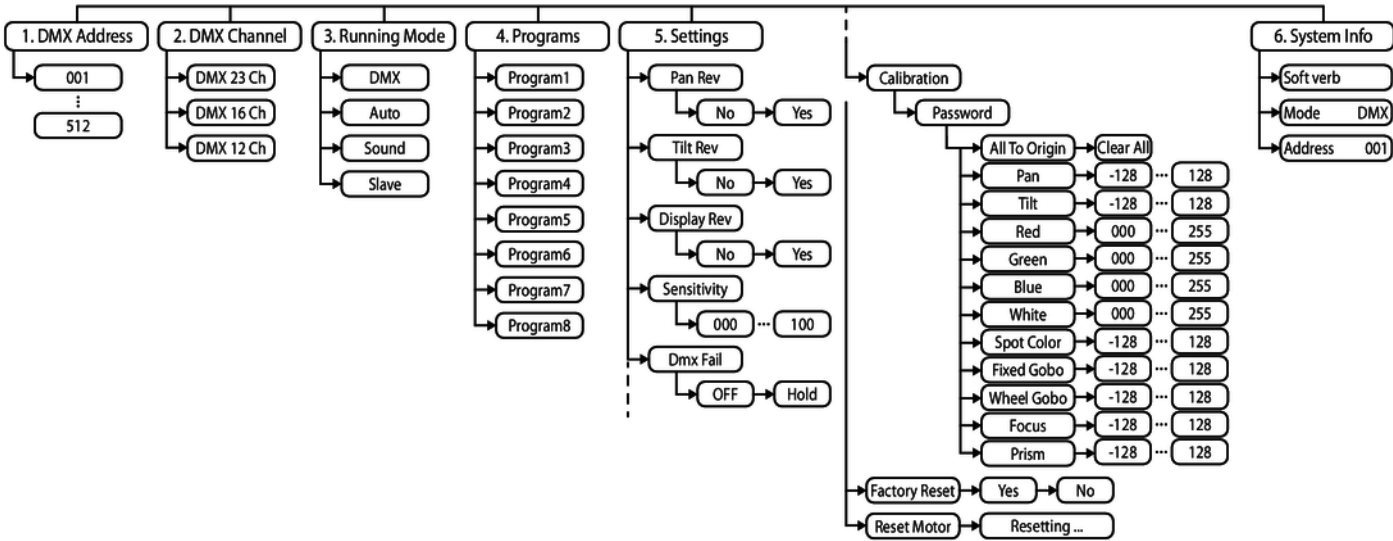 1. DMX Address
001
512
2. DMX Channel
DMX 23 Ch
DMX 16 Ch
DMX 12 Ch
3. Running Mode
DMX
Auto
Sound
Slave
4. Programs
Program1
Program2
Program3
Program4
Program5
Program6
Program7
Program8
5. Settings
Pan Rev
No Yes
Tilt Rev
No Yes
Display Rev
No Yes
Sensitivity
000 ... 100
Dmx Fail
OFF Hold
Calibration
Password
All To Origin Clear All
Pan -128 ... 128
Tilt -128 ... 128
Red 000 ... 255
Green 000 ... 255
Blue 000 ... 255
White 000 ... 255
Spot Color -128 ... 128
Fixed Gobo -128 ... 128
Wheel Gobo -128 ... 128
Focus -128 ... 128
Prism -128 ... 128
Factory Reset Yes No
Reset Motor Resetting ...
6. System Info
Soft verb
Mode DMX
Address 001